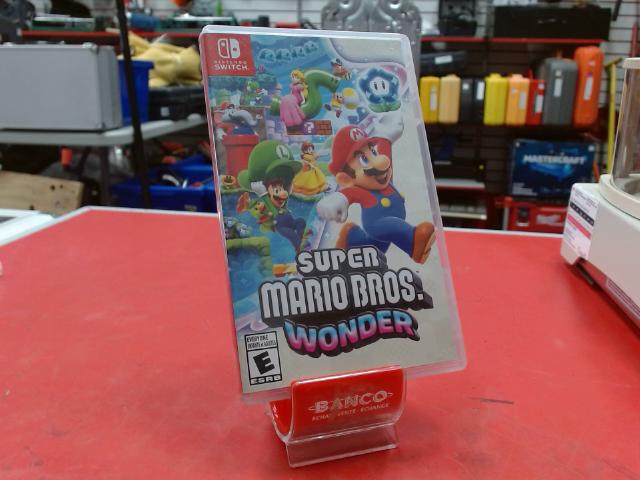 NINTENDO
SWITCH
SUPER
MARIO BROS.
WONDER
E
ESRB
BANCO
MASTERCRAFT